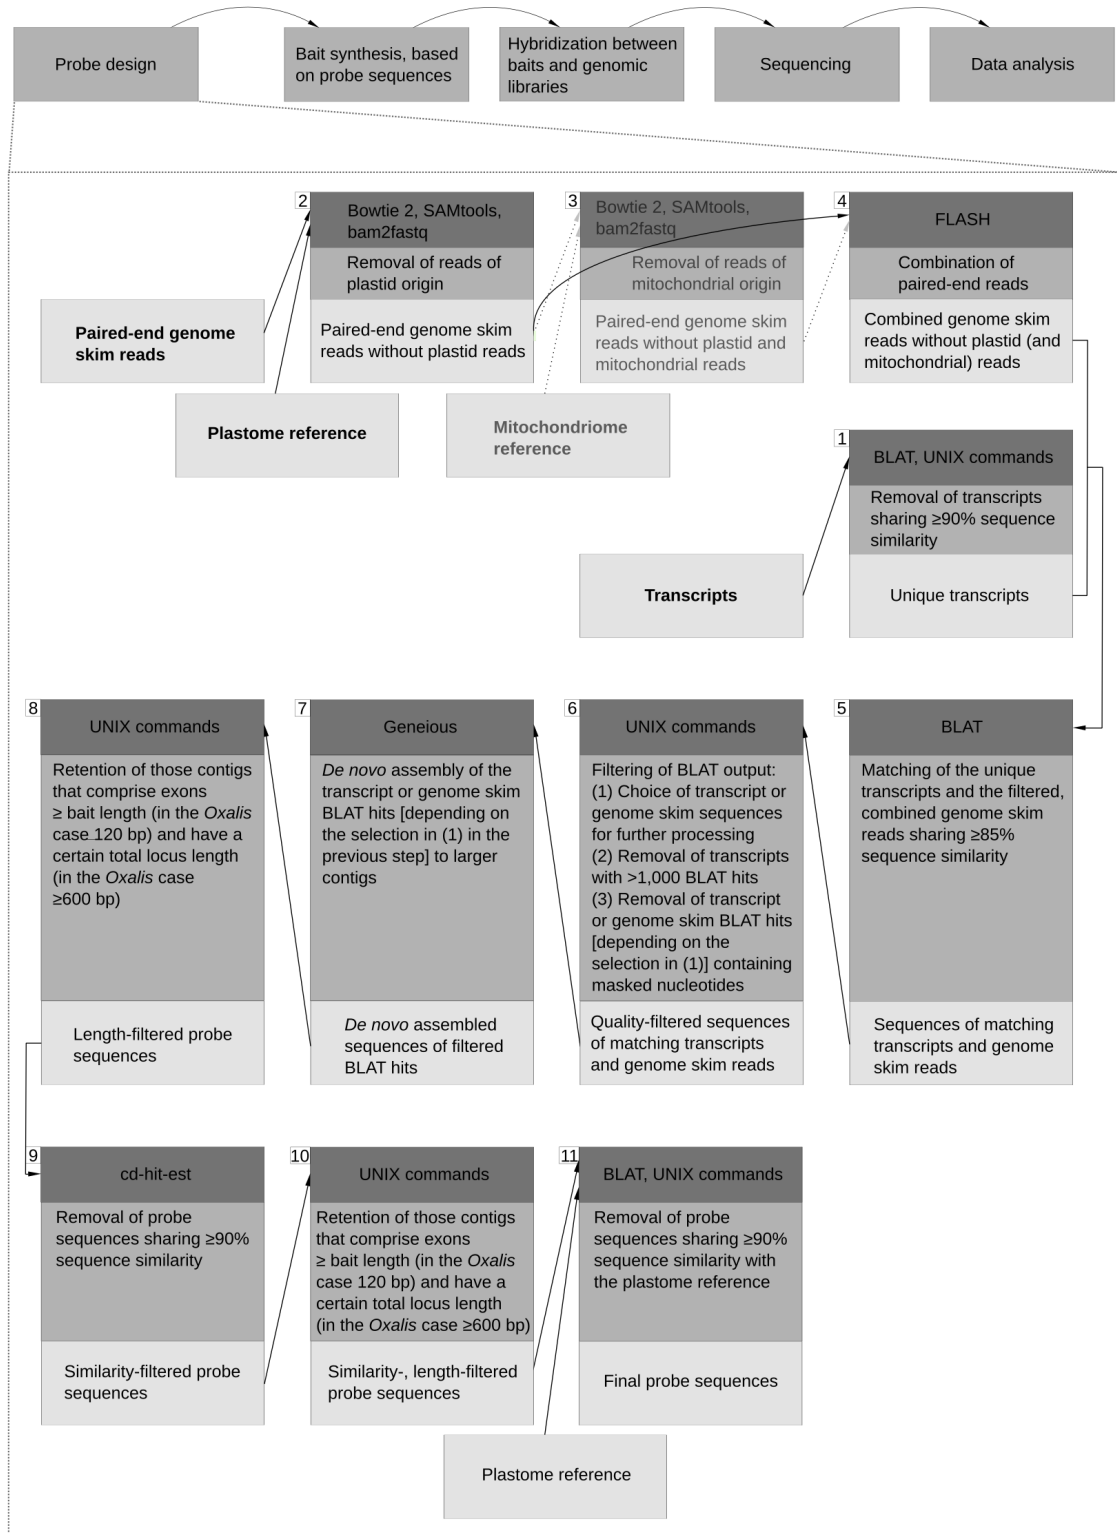 Probe design
Bait synthesis, based
on probe sequences
Hybridization between
baits and genomic
libraries
Sequencing
Data analysis
2
Bowtie 2, SAMtools,
bam2fastq
Removal of reads of
plastid origin
Paired-end genome skim
reads without plastid reads
3
Bowtie 2, SAMtools,
bam2fastq
Removal of reads of
mitochondrial origin
Paired-end genome skim
reads without plastid and
mitochondrial reads
4
FLASH
Combination of
paired-end reads
Combined genome skim
reads without plastid (and
mitochondrial) reads
Paired-end genome
skim reads
Plastome reference
Mitochondriome
reference
1
BLAT, UNIX commands
Removal of transcripts
sharing ≥90% sequence
similarity
Unique transcripts
Transcripts
8
UNIX commands
Retention of those contigs
that comprise exons
≥ bait length (in the Oxalis
case 120 bp) and have a
certain total locus length
(in the Oxalis case
≥600 bp)
Length-filtered probe
sequences
7
Geneious
De novo assembly of the
transcript or genome skim
BLAT hits [depending on
the selection in (1) in the
previous step] to larger
contigs
De novo assembled
sequences of filtered
BLAT hits
6
UNIX commands
Filtering of BLAT output:
(1) Choice of transcript or
genome skim sequences
for further processing
(2) Removal of transcripts
with >1,000 BLAT hits
(3) Removal of transcript
or genome skim BLAT hits
[depending on the
selection in (1)] containing
masked nucleotides
Quality-filtered sequences
of matching transcripts
and genome skim reads
5
BLAT
Matching of the unique
transcripts and the filtered,
combined genome skim
reads sharing ≥85%
sequence similarity
Sequences of matching
transcripts and genome
skim reads
9
cd-hit-est
Removal of probe
sequences sharing ≥90%
sequence similarity
Similarity-filtered probe
sequences
10
UNIX commands
Retention of those contigs
that comprise exons
≥ bait length (in the Oxalis
case 120 bp) and have a
certain total locus length
(in the Oxalis case ≥600 bp)
Similarity-, length-filtered
probe sequences
11
BLAT, UNIX commands
Removal of probe
sequences sharing ≥90%
sequence similarity with
the plastome reference
Final probe sequences
Plastome reference